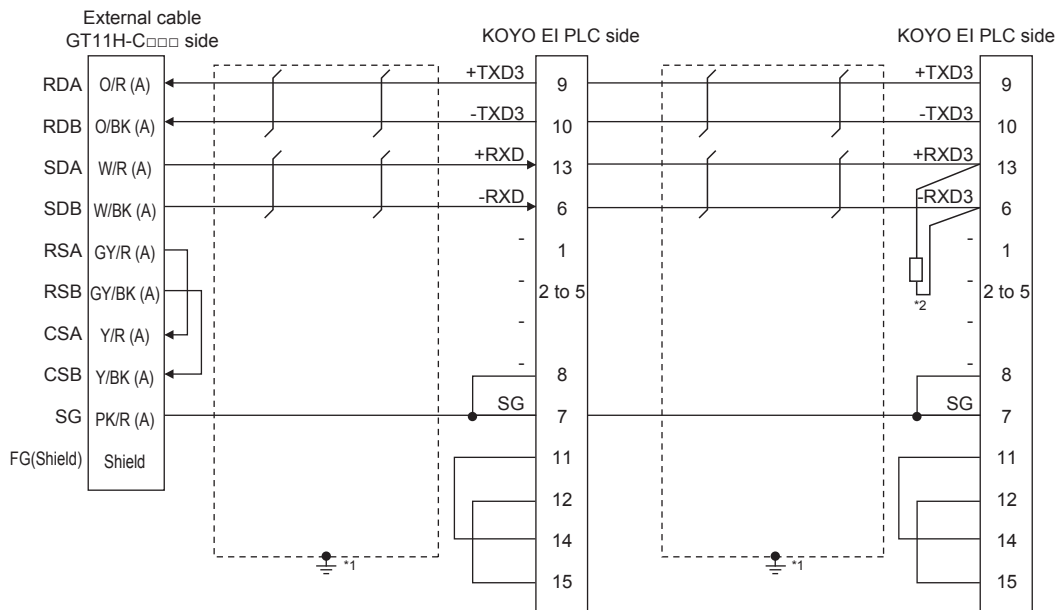 External cable
GT11H-C□□□ side
KOYO EI PLC side
KOYO EI PLC side
RDA O/R (A) +TXD3 9 +TXD3 9
RDB O/BK (A) -TXD3 10 -TXD3 10
SDA W/R (A) +RXD 13 +RXD3 13
SDB W/BK (A) -RXD 6 -RXD3 6
RSA GY/R (A) - 1 - 1
RSB GY/BK (A) - 2 to 5 - 2 to 5
*2
CSA Y/R (A) - -
CSB Y/BK (A) - 8 - 8
SG PK/R (A) SG 7 SG 7
FG(Shield) Shield 11 11
12 12
14 14
*1 *1
15 15